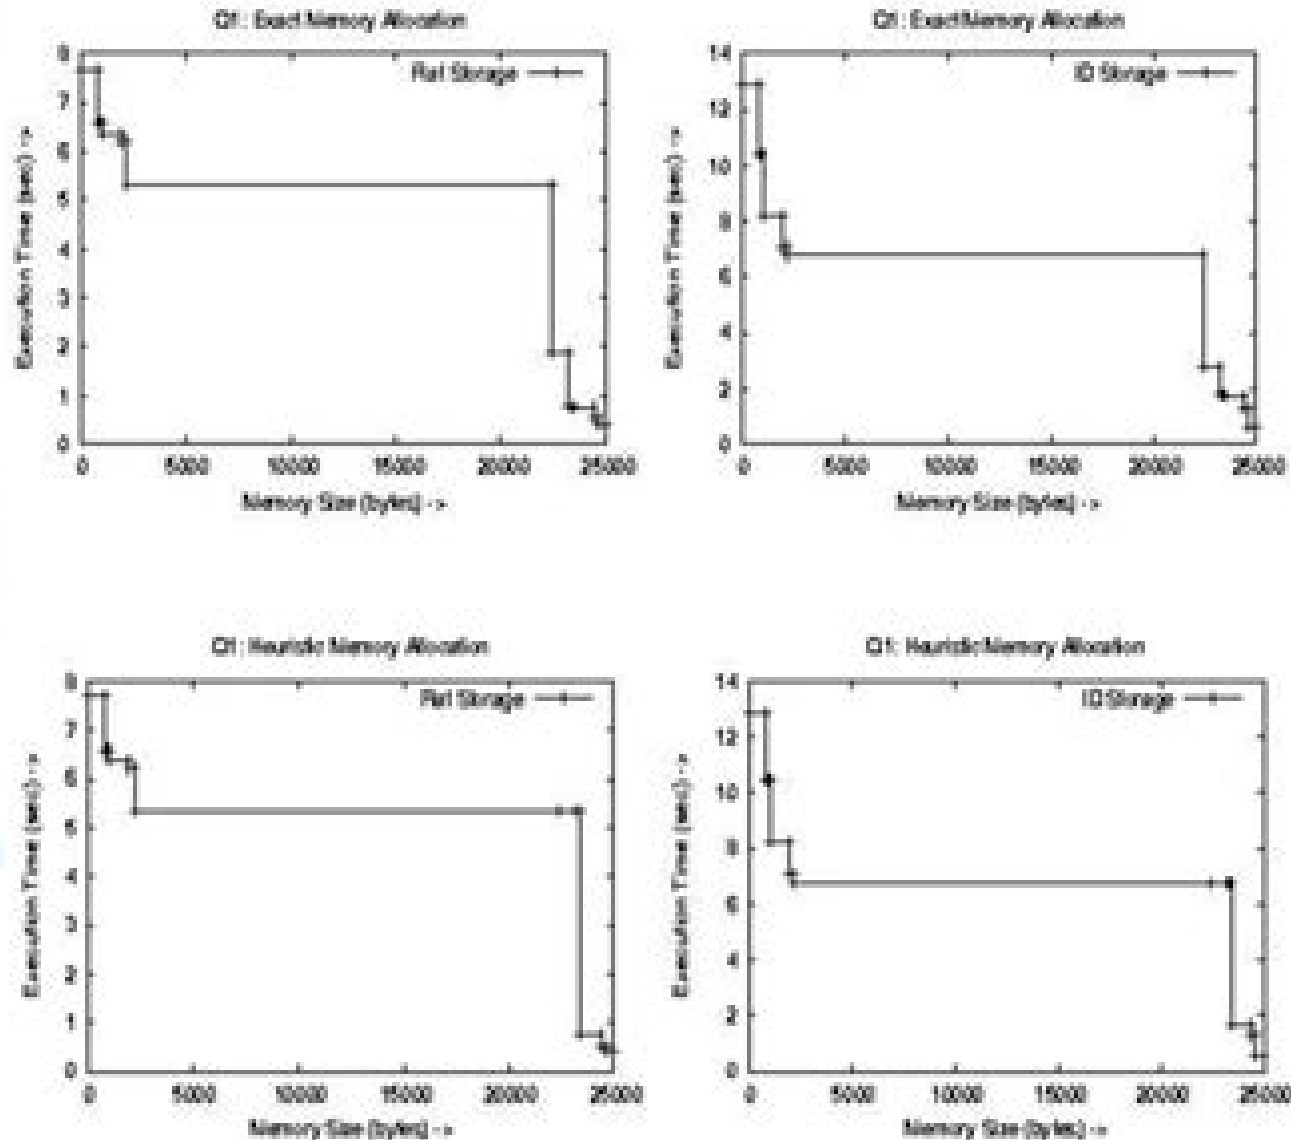 Q1: Exact Memory Allocation
Flat Storage
8
7
6
5
4
3
2
1
0
0 5000 10000 15000 20000 25000
Execution Time (sec) ->
Memory Size (bytes) ->
Q1: Exact Memory Allocation
ID Storage
14
12
10
8
6
4
2
0
0 5000 10000 15000 20000 25000
Execution Time (sec) ->
Memory Size (bytes) ->
Q1: Heuristic Memory Allocation
Flat Storage
8
7
6
5
4
3
2
1
0
0 5000 10000 15000 20000 25000
Execution Time (sec) ->
Memory Size (bytes) ->
Q1: Heuristic Memory Allocation
ID Storage
14
12
10
8
6
4
2
0
0 5000 10000 15000 20000 25000
Execution Time (sec) ->
Memory Size (bytes) ->